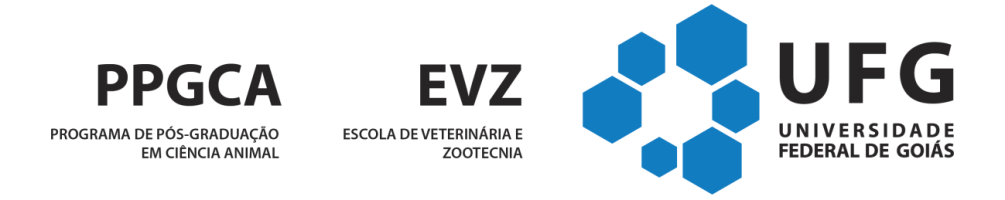 PPGCA
PROGRAMA DE PÓS-GRADUAÇÃO
EM CIÊNCIA ANIMAL
EVZ
ESCOLA DE VETERINÁRIA E
ZOOTECNIA
UFG
UNIVERSIDADE
FEDERAL DE GOIÁS